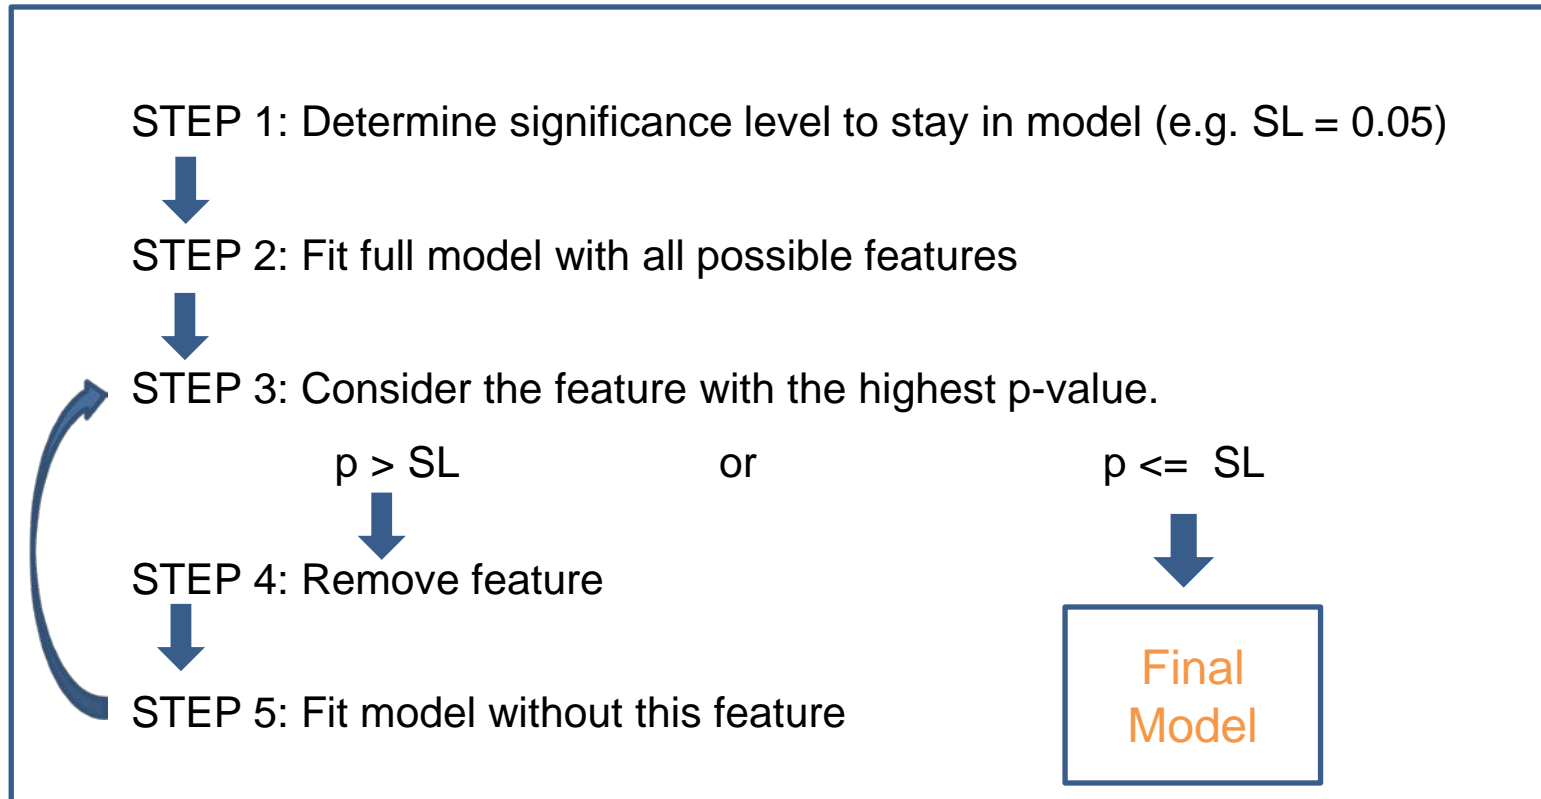 STEP 1: Determine significance level to stay in model (e.g. SL = 0.05)
STEP 2: Fit full model with all possible features
STEP 3: Consider the feature with the highest p-value.
p > SL or p <= SL
STEP 4: Remove feature
STEP 5: Fit model without this feature
Final
Model